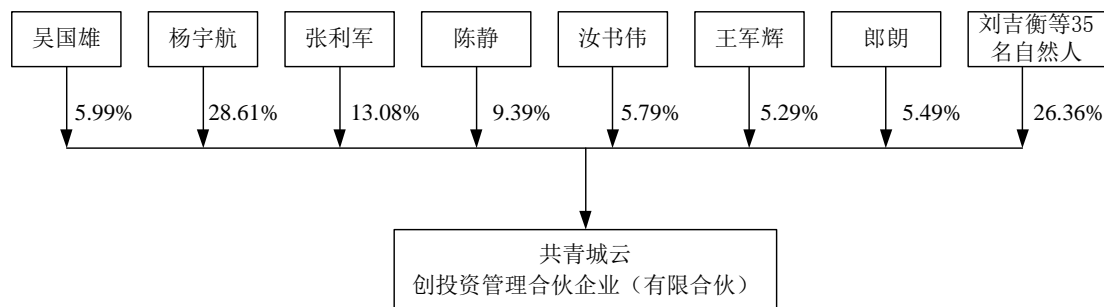 吴国雄
杨宇航
张利军
陈静
汝书伟
王军辉
郎朗
刘吉衡等35
名自然人
5.99%
28.61%
13.08%
9.39%
5.79%
5.29%
5.49%
26.36%
共青城云
创投资管理合伙企业（有限合伙）